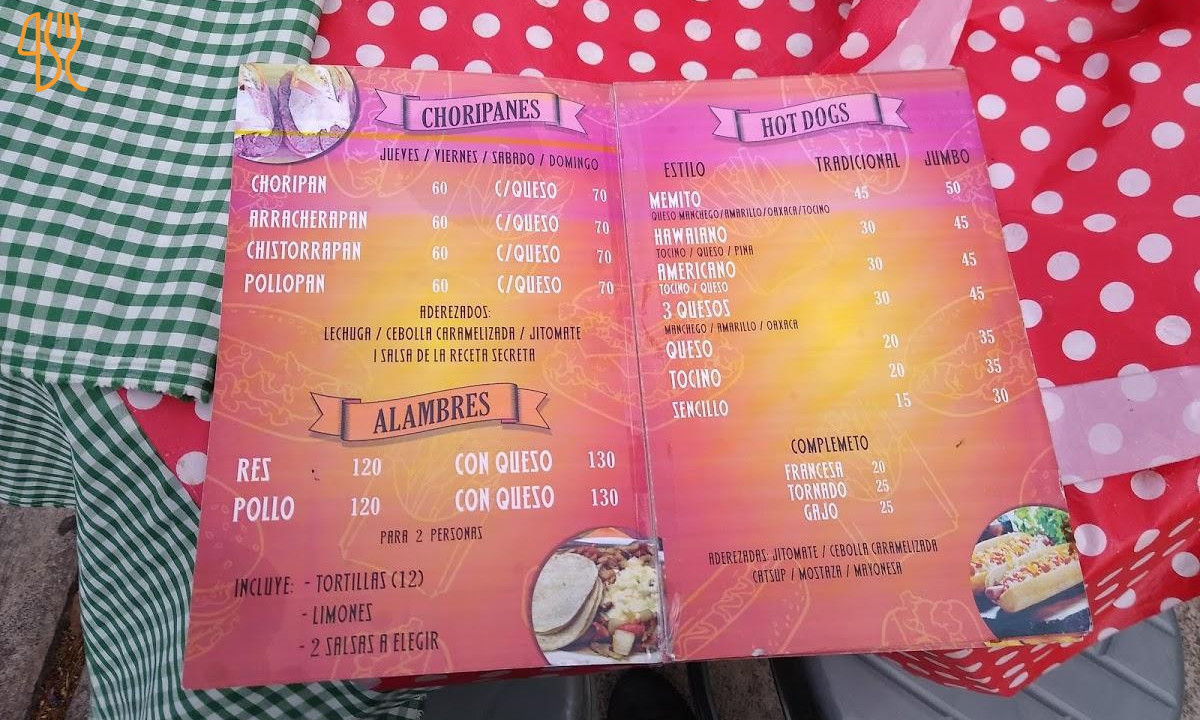 CHORIPANES
JUEVES / VIERNES / SABADO / DOMINGO
CHORIPAN 60 C/QUESO 70
ARRACHERAPAN 60 C/QUESO 70
CHISTORRAPAN 60 C/QUESO 70
POLLOPAN 60 C/QUESO 70
ADEREZADOS:
LECHUGA / CEBOLLA CARAMELIZADA / JITOMATE
1 SALSA DE LA RECETA SECRETA
ALAMBRES
RES 120 CON QUESO 130
POLLO 120 CON QUESO 130
PARA 2 PERSONAS
INCLUYE: - TORTILLAS (12)
- LIMONES
- 2 SALSAS A ELEGIR
HOT DOGS
ESTILO TRADICIONAL JUMBO
MEMITO 45 50
QUESO MANCHEGO/AMARILLO/OAXACA/TOCINO
HAWAIANO 30 45
TOCINO / QUESO / PIÑA
AMERICANO 30 45
TOCINO / QUESO
3 QUESOS 30 45
MANCHEGO / AMARILLO / OAXACA
QUESO 20 35
TOCINO 20 35
SENCILLO 15 30
COMPLEMETO
FRANCESA 20
TORNADO 25
GAJO 25
ADEREZADAS: JITOMATE / CEBOLLA CARAMELIZADA
CATSUP / MOSTAZA / MAYONESA